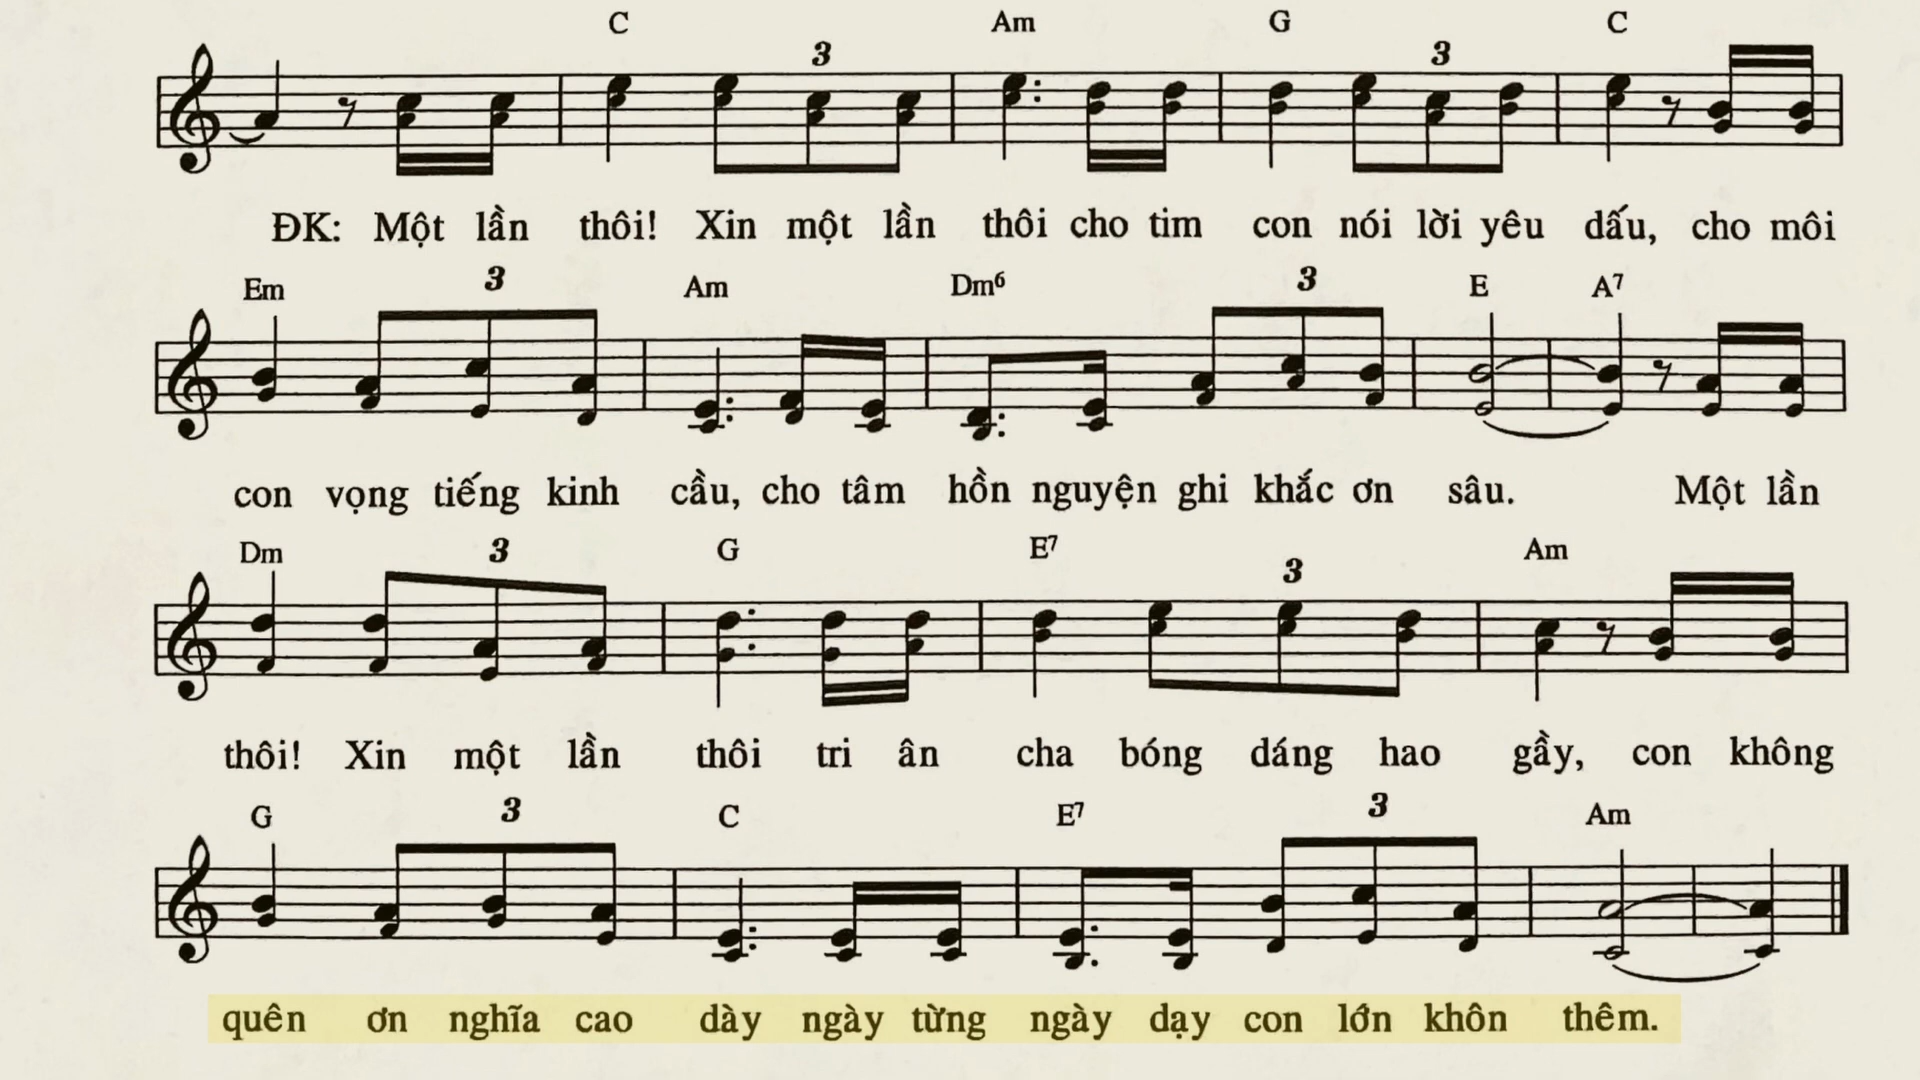 C Am G C
3 3
ĐK: Một lần thôi! Xin một lần thôi cho tim con nói lời yêu dấu, cho môi
Em 3 Am Dm6 3 E A7
con vọng tiếng kinh cầu, cho tâm hồn nguyện ghi khắc ơn sâu. Một lần
Dm 3 G E7 3 Am
thôi! Xin một lần thôi tri ân cha bóng dáng hao gầy, con không
G 3 C E7 3 Am
quên ơn nghĩa cao dày ngày từng ngày dạy con lớn khôn thêm.